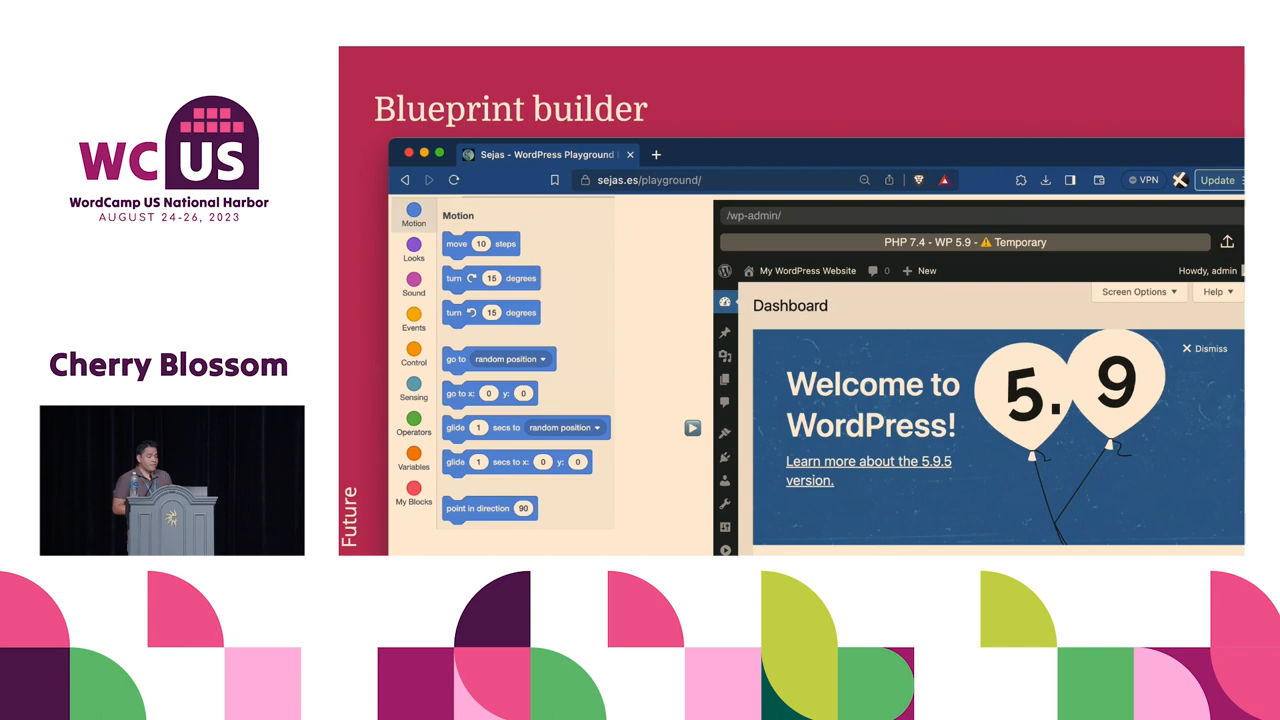 WC US
WordCamp US National Harbor
AUGUST 24-26, 2023
Cherry Blossom
Blueprint builder
Future
Sejas - WordPress Playground
sejas.es/playground/
VPN
Update
Motion
Looks
Sound
Events
Control
Sensing
Operators
Variables
My Blocks
Motion
move 10 steps
turn 15 degrees
turn 15 degrees
go to random position
go to x: 0 y: 0
glide 1 secs to random position
glide 1 secs to x: 0 y: 0
point in direction 90
/wp-admin/
PHP 7.4 - WP 5.9 - ⚠ Temporary
My WordPress Website 0 + New Howdy, admin
Screen Options Help
Dashboard
Dismiss
Welcome to
WordPress!
5.9
Learn more about the 5.9.5
version.